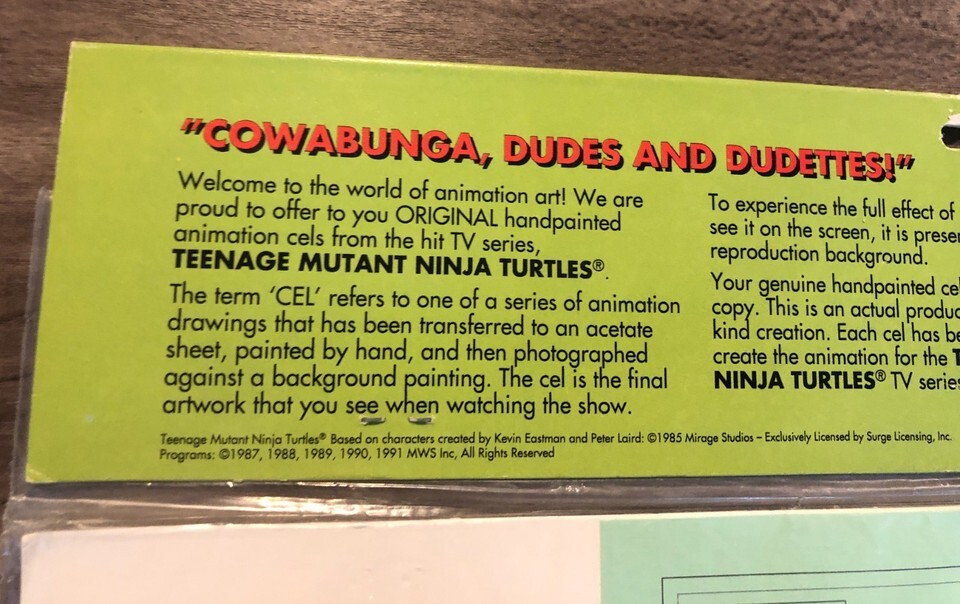 "COWABUNGA, DUDES AND DUDETTES!"
Welcome to the world of animation art! We are
proud to offer to you ORIGINAL handpainted
animation cels from the hit TV series,
TEENAGE MUTANT NINJA TURTLES®.
The term 'CEL' refers to one of a series of animation
drawings that has been transferred to an acetate
sheet, painted by hand, and then photographed
against a background painting. The cel is the final
artwork that you see when watching the show.
To experience the full effect of
see it on the screen, it is
reproduction background.
Your genuine handpainted
copy. This is an actual
kind creation. Each cel has
create the animation for the
NINJA TURTLES® TV
Teenage Mutant Ninja Turtles® Based on characters created by Kevin Eastman and Peter Laird: ©1985 Mirage Studios – Exclusively Licensed by Surge Licensing, Inc.
Programs: ©1987, 1988, 1989, 1990, 1991 MWS Inc, All Rights Reserved